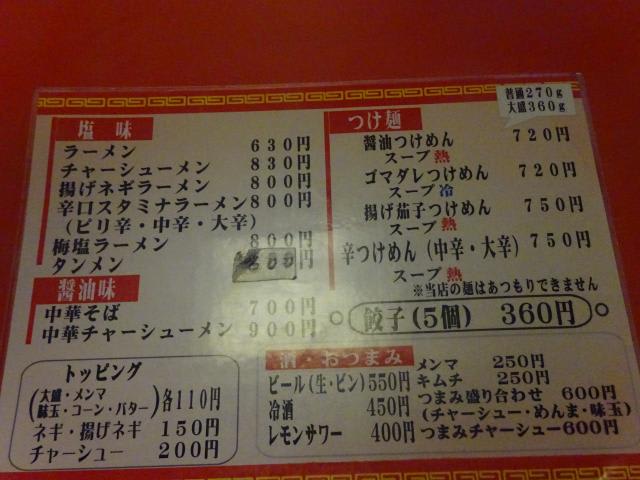 普通270g
大盛360g
塩 味
ラーメン 630円
チャーシューメン 830円
揚げネギラーメン 800円
辛口スタミナラーメン 800円
(ピリ辛・中辛・大辛)
梅塩ラーメン 800円
タンメン 円
醤油味
中華そば 700円
中華チャーシューメン 900円
つけ麺
醤油つけめん 720円
スープ熱
ゴマダレつけめん 720円
スープ冷
揚げ茄子つけめん 750円
スープ熱
辛つけめん (中辛・大辛) 750円
スープ熱
※当店の麺はあつもりできません
餃子(5個) 360円
トッピング
(大盛・メンマ
味玉・コーン・バター) 各110円
ネギ・揚げネギ 150円
チャーシュー 200円
酒・おつまみ
ビール(生・ビン) 550円
冷酒 450円
レモンサワー 400円
メンマ 250円
キムチ 250円
つまみ盛り合わせ 600円
(チャーシュー・めんま・味玉)
つまみチャーシュー600円